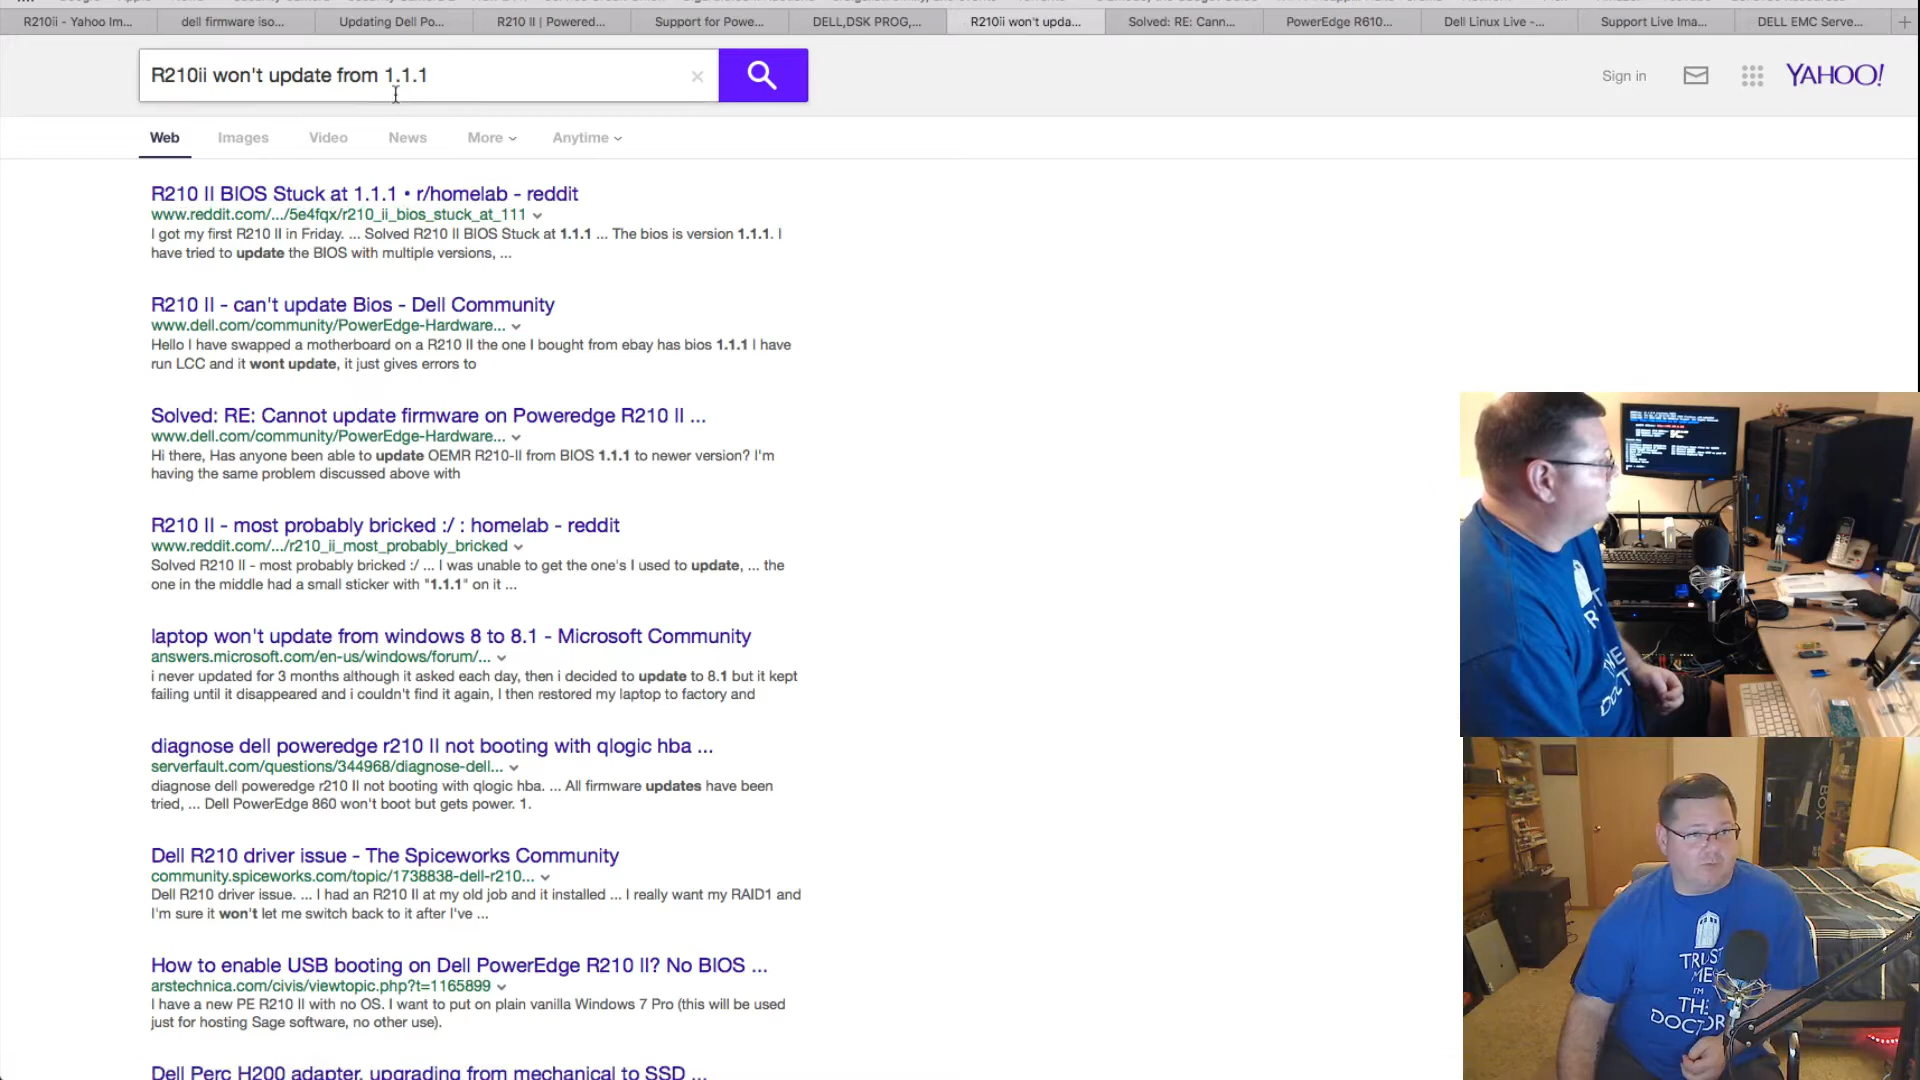 R210ii - Yahoo Im... dell firmware iso... Updating Dell Po... R210 II | Powered... Support for Powe... DELL,DSK PROG,... R210ii won't upda... Solved: RE: Cann... PowerEdge R610... Dell Linux Live -... Support Live Ima... DELL EMC Serve...
R210ii won't update from 1.1.1
Sign in YAHOO!
Web Images Video News More Anytime
R210 II BIOS Stuck at 1.1.1 • r/homelab - reddit
www.reddit.com/.../5e4fqx/r210_ii_bios_stuck_at_111
I got my first R210 II in Friday. ... Solved R210 II BIOS Stuck at 1.1.1 ... The bios is version 1.1.1. I
have tried to update the BIOS with multiple versions, ...
R210 II - can't update Bios - Dell Community
www.dell.com/community/PowerEdge-Hardware...
Hello I have swapped a motherboard on a R210 II the one I bought from ebay has bios 1.1.1 I have
run LCC and it wont update, it just gives errors to
Solved: RE: Cannot update firmware on Poweredge R210 II ...
www.dell.com/community/PowerEdge-Hardware...
Hi there, Has anyone been able to update OEMR R210-II from BIOS 1.1.1 to newer version? I'm
having the same problem discussed above with
R210 II - most probably bricked :/ : homelab - reddit
www.reddit.com/.../r210_ii_most_probably_bricked
Solved R210 II - most probably bricked :/ ... I was unable to get the one's I used to update, ... the
one in the middle had a small sticker with "1.1.1" on it ...
laptop won't update from windows 8 to 8.1 - Microsoft Community
answers.microsoft.com/en-us/windows/forum/...
i never updated for 3 months although it asked each day, then i decided to update to 8.1 but it kept
failing until it disappeared and i couldn't find it again, I then restored my laptop to factory and
diagnose dell poweredge r210 II not booting with qlogic hba ...
serverfault.com/questions/344968/diagnose-dell...
diagnose dell poweredge r210 II not booting with qlogic hba. ... All firmware updates have been
tried, ... Dell PowerEdge 860 won't boot but gets power. 1.
Dell R210 driver issue - The Spiceworks Community
community.spiceworks.com/topic/1738838-dell-r210...
Dell R210 driver issue. ... I had an R210 II at my old job and it installed ... I really want my RAID1 and
I'm sure it won't let me switch back to it after I've ...
How to enable USB booting on Dell PowerEdge R210 II? No BIOS ...
arstechnica.com/civis/viewtopic.php?t=1165899
I have a new PE R210 II with no OS. I want to put on plain vanilla Windows 7 Pro (this will be used
just for hosting Sage software, no other use).
Dell Perc H200 adapter, upgrading from mechanical to SSD ...
TRUST
ME
I'M
THE
DOCTOR
BOX